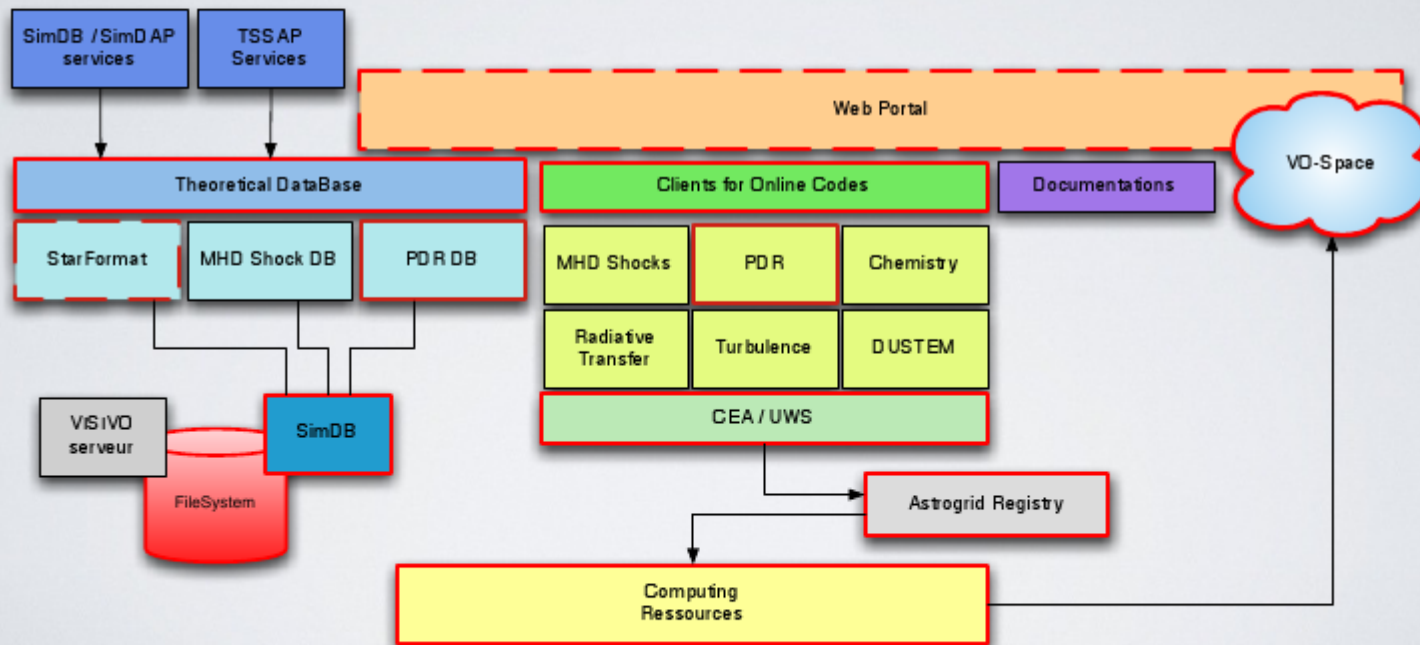 SimDB / SimDAP
services
TSSAP
Services
Web Portal
VO-Space
Theoretical DataBase
Clients for Online Codes
Documentations
StarFormat
MHD Shock DB
PDR DB
MHD Shocks
PDR
Chemistry
Radiative
Transfer
Turbulence
DUSTEM
CEA / UWS
VISIVO
serveur
SimDB
FileSystem
Astrogrid Registry
Computing
Ressources